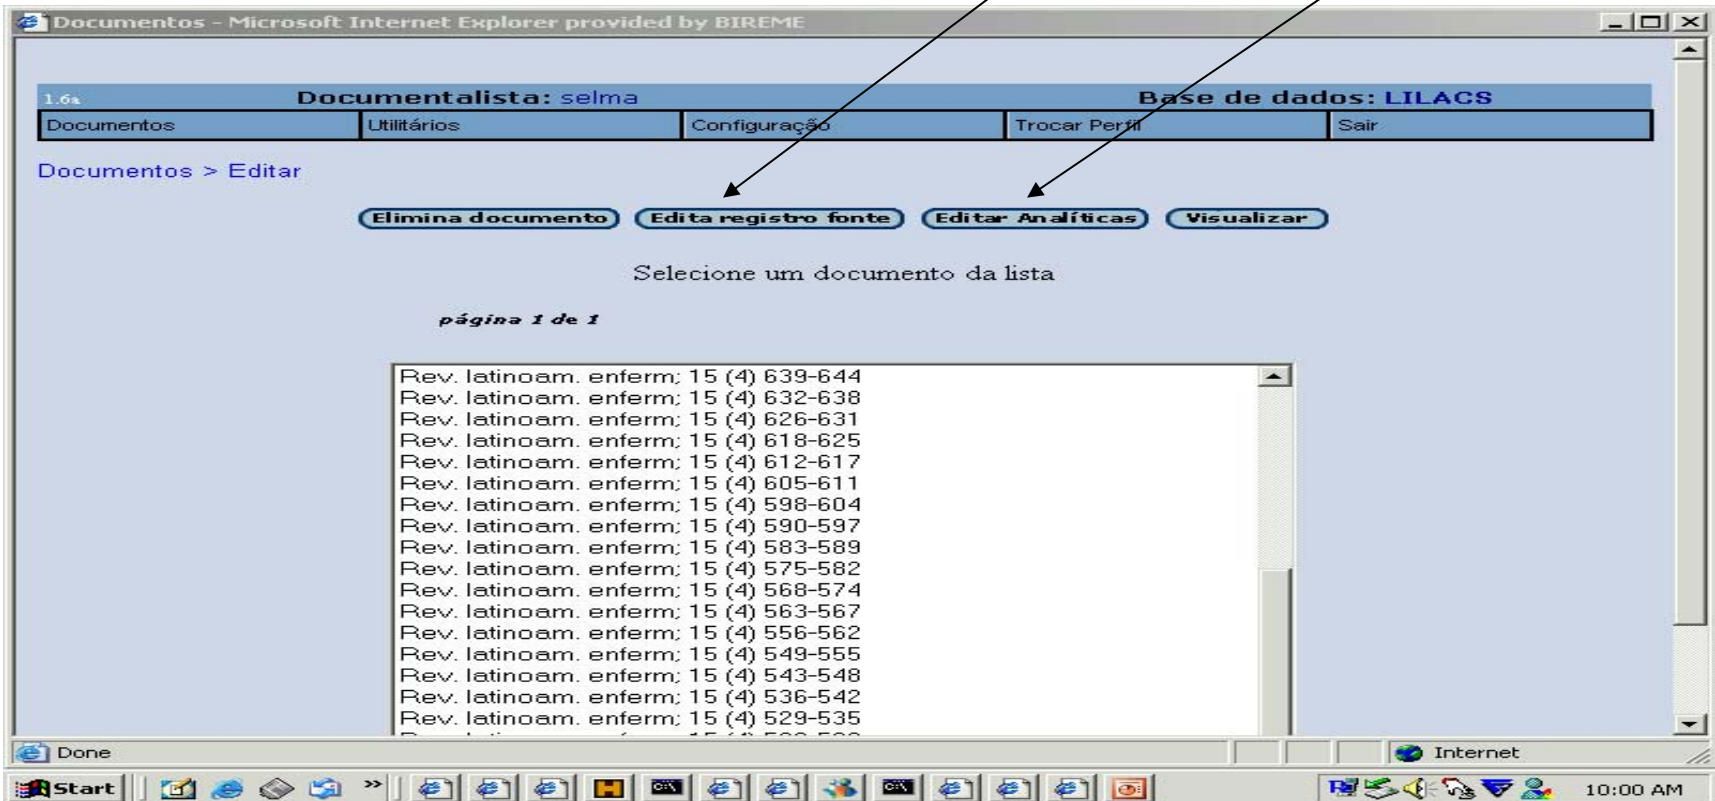 Documentos - Microsoft Internet Explorer provided by BIREME
1.6a Documentalista: selma Base de dados: LILACS
Documentos Utilitários Configuração Trocar Perfil Sair
Documentos > Editar
Elimina documento Edita registro fonte Editar Analíticas Visualizar
Selecione um documento da lista
página 1 de 1
Rev. latinoam. enferm; 15 (4) 639-644
Rev. latinoam. enferm; 15 (4) 632-638
Rev. latinoam. enferm; 15 (4) 626-631
Rev. latinoam. enferm; 15 (4) 618-625
Rev. latinoam. enferm; 15 (4) 612-617
Rev. latinoam. enferm; 15 (4) 605-611
Rev. latinoam. enferm; 15 (4) 598-604
Rev. latinoam. enferm; 15 (4) 590-597
Rev. latinoam. enferm; 15 (4) 583-589
Rev. latinoam. enferm; 15 (4) 575-582
Rev. latinoam. enferm; 15 (4) 568-574
Rev. latinoam. enferm; 15 (4) 563-567
Rev. latinoam. enferm; 15 (4) 556-562
Rev. latinoam. enferm; 15 (4) 549-555
Rev. latinoam. enferm; 15 (4) 543-548
Rev. latinoam. enferm; 15 (4) 536-542
Rev. latinoam. enferm; 15 (4) 529-535
Done Internet
Start 10:00 AM